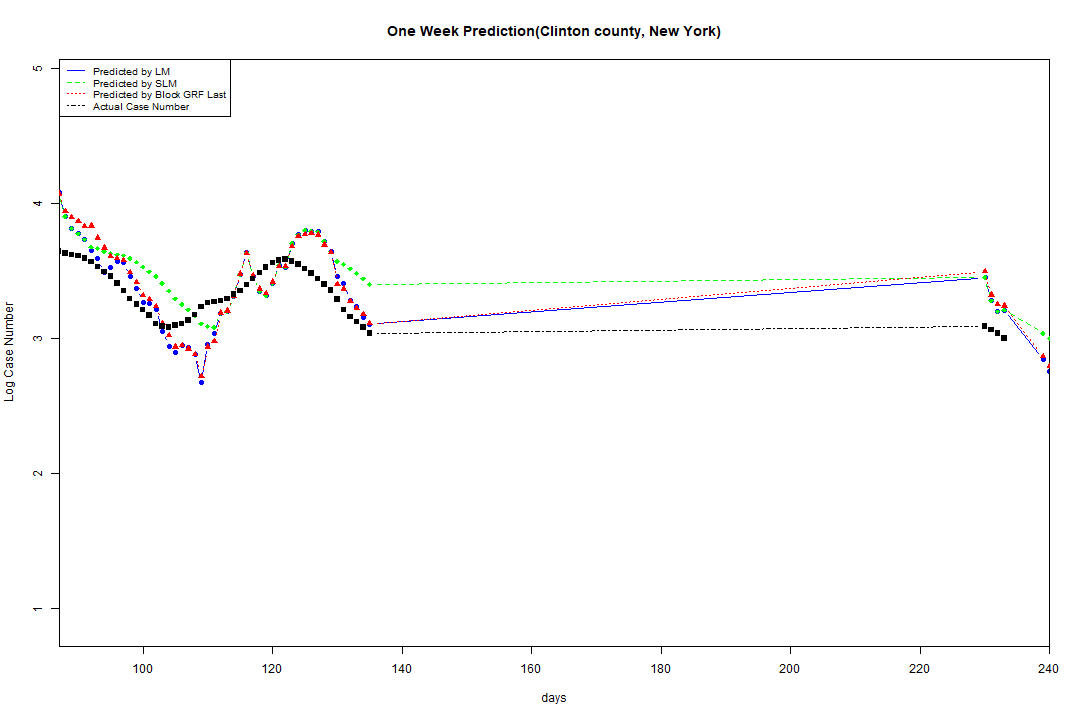 One Week Prediction(Clinton county, New York)
Predicted by LM
Predicted by SLM
Predicted by Block GRF Last
Actual Case Number
5
4
3
2
1
Log Case Number
100 120 140 160 180 200 220 240
days